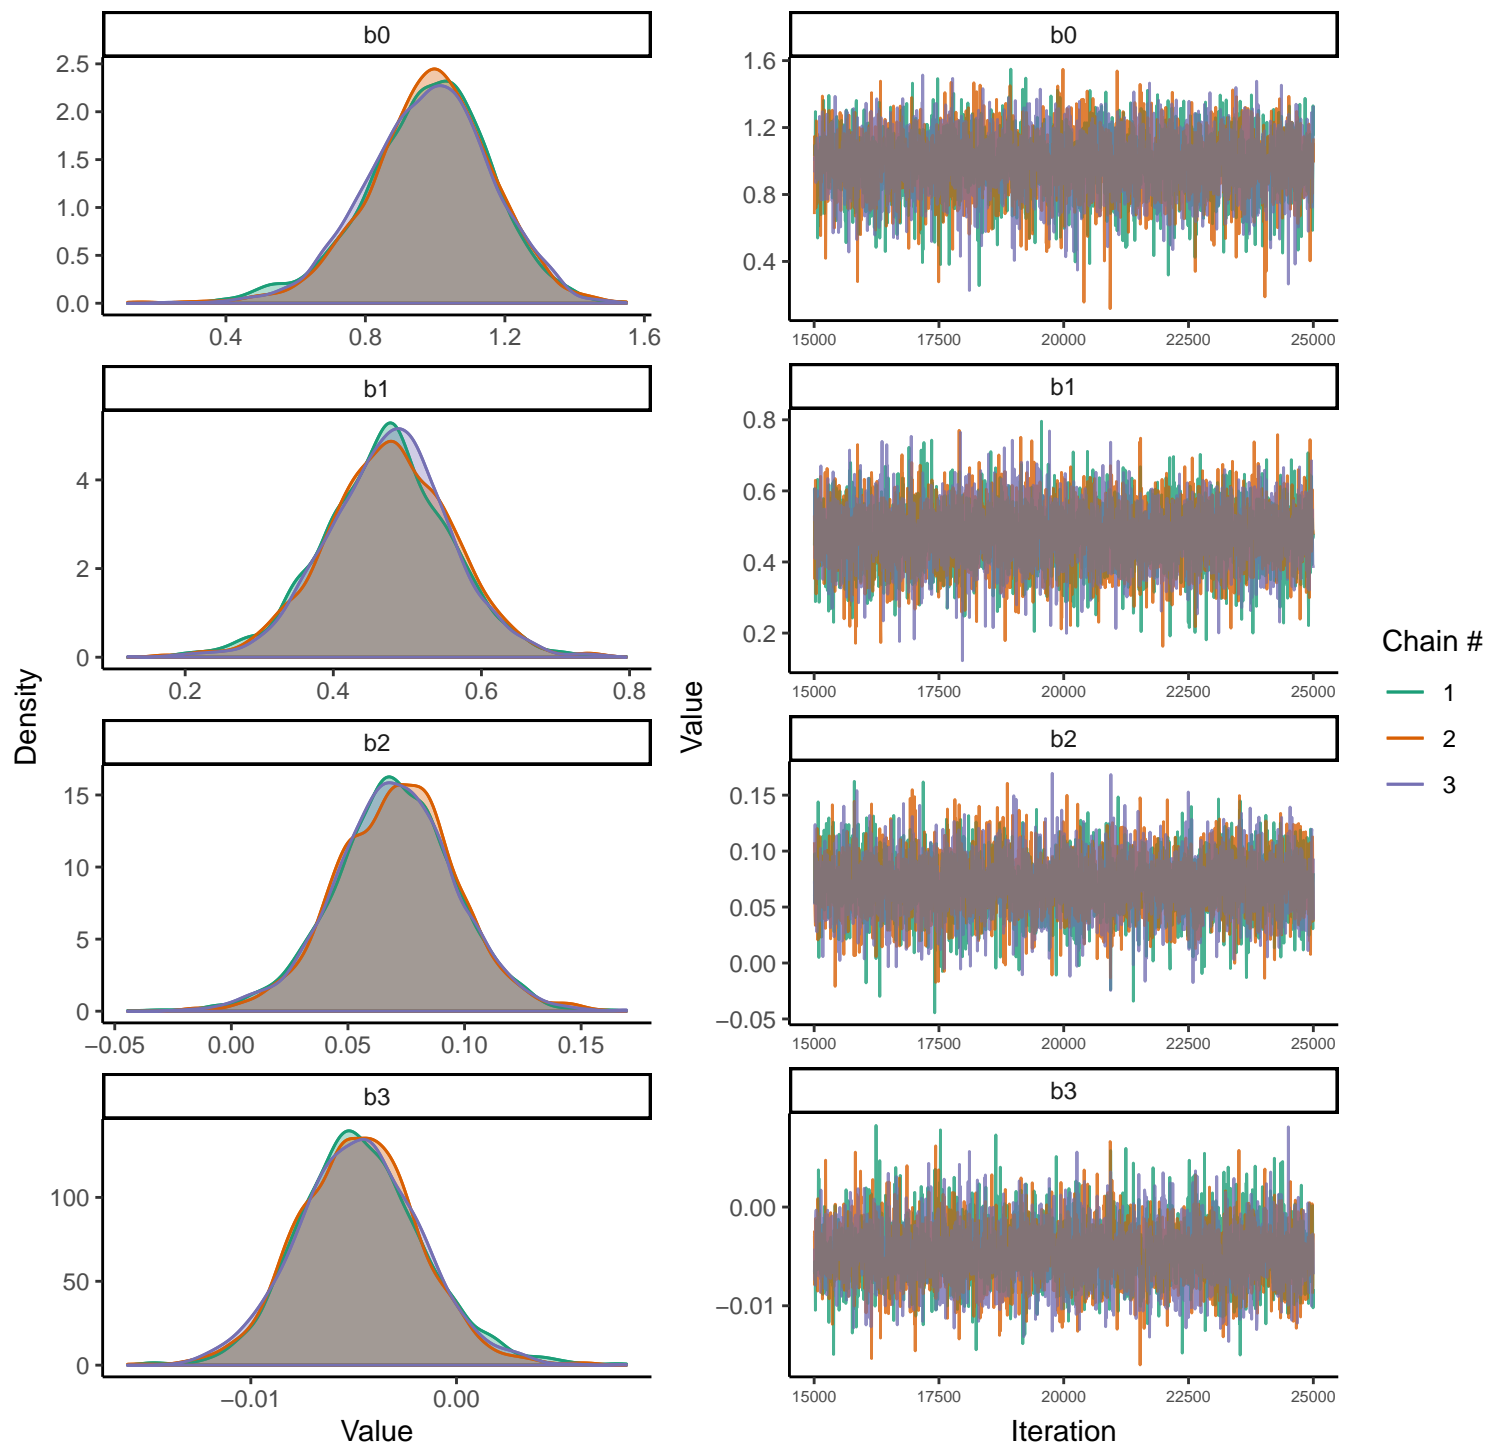 b0
2.5
2.0
1.5
1.0
0.5
0.0
0.4 0.8 1.2 1.6
b1
4
2
0
0.2 0.4 0.6 0.8
b2
15
10
5
0
−0.05 0.00 0.05 0.10 0.15
b3
100
50
0
−0.01 0.00
Density
Value
b0
1.6
1.2
0.8
0.4
15000 17500 20000 22500 25000
b1
0.8
0.6
0.4
0.2
15000 17500 20000 22500 25000
b2
0.15
0.10
0.05
0.00
−0.05
15000 17500 20000 22500 25000
b3
0.00
−0.01
15000 17500 20000 22500 25000
Value
Iteration
Chain #
1
2
3